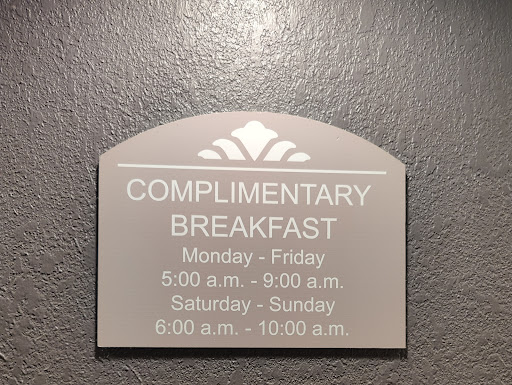 COMPLIMENTARY
BREAKFAST
Monday - Friday
5:00 a.m. - 9:00 a.m.
Saturday - Sunday
6:00 a.m. - 10:00 a.m.